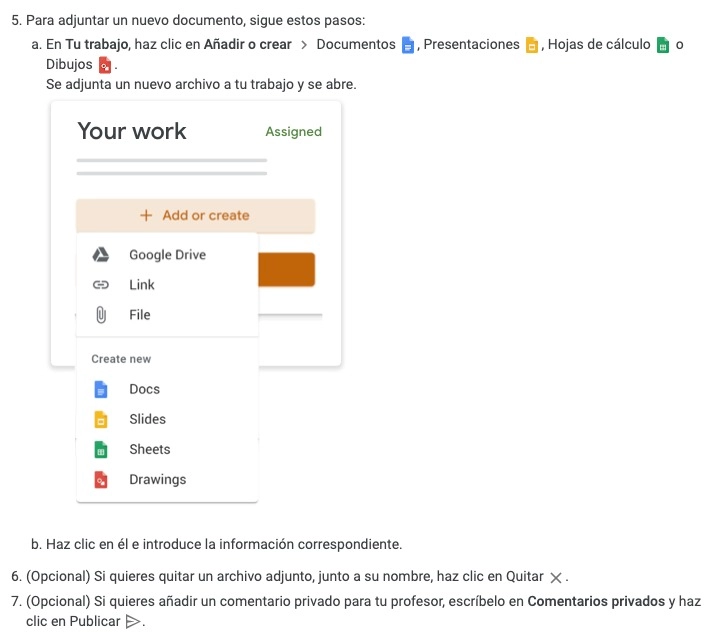 5. Para adjuntar un nuevo documento, sigue estos pasos:
a. En Tu trabajo, haz clic en Añadir o crear > Documentos , Presentaciones , Hojas de cálculo o
Dibujos .
Se adjunta un nuevo archivo a tu trabajo y se abre.
Your work
Assigned
+ Add or create
Google Drive
Link
File
Create new
Docs
Slides
Sheets
Drawings
b. Haz clic en él e introduce la información correspondiente.
6. (Opcional) Si quieres quitar un archivo adjunto, junto a su nombre, haz clic en Quitar .
7. (Opcional) Si quieres añadir un comentario privado para tu profesor, escríbelo en Comentarios privados y haz
clic en Publicar .